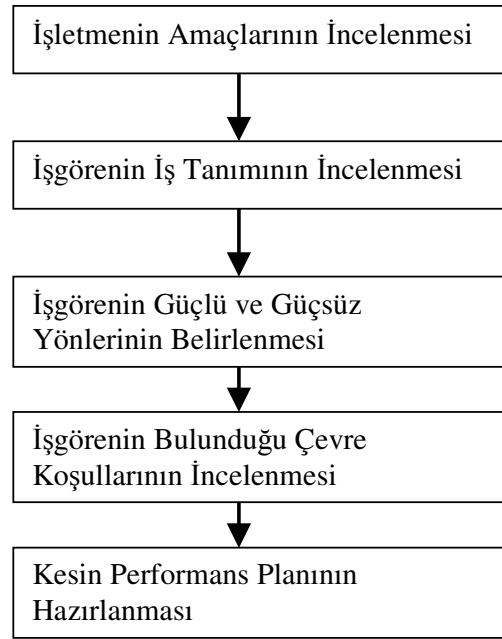 İşletmenin Amaçlarının İncelenmesi
İşgörenin İş Tanımının İncelenmesi
İşgörenin Güçlü ve Güçsüz
Yönlerinin Belirlenmesi
İşgörenin Bulunduğu Çevre
Koşullarının İncelenmesi
Kesin Performans Planının
Hazırlanması